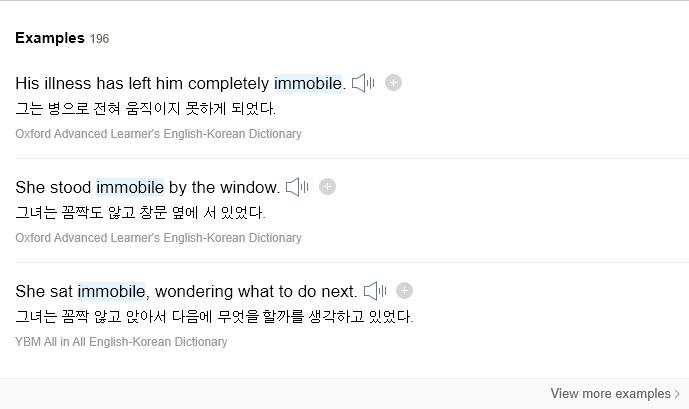 Examples 196
His illness has left him completely immobile.
그는 병으로 전혀 움직이지 못하게 되었다.
Oxford Advanced Learner's English-Korean Dictionary
She stood immobile by the window.
그녀는 꼼짝도 않고 창문 옆에 서 있었다.
Oxford Advanced Learner's English-Korean Dictionary
She sat immobile, wondering what to do next.
그녀는 꼼짝 않고 앉아서 다음에 무엇을 할까를 생각하고 있었다.
YBM All in All English-Korean Dictionary
View more examples